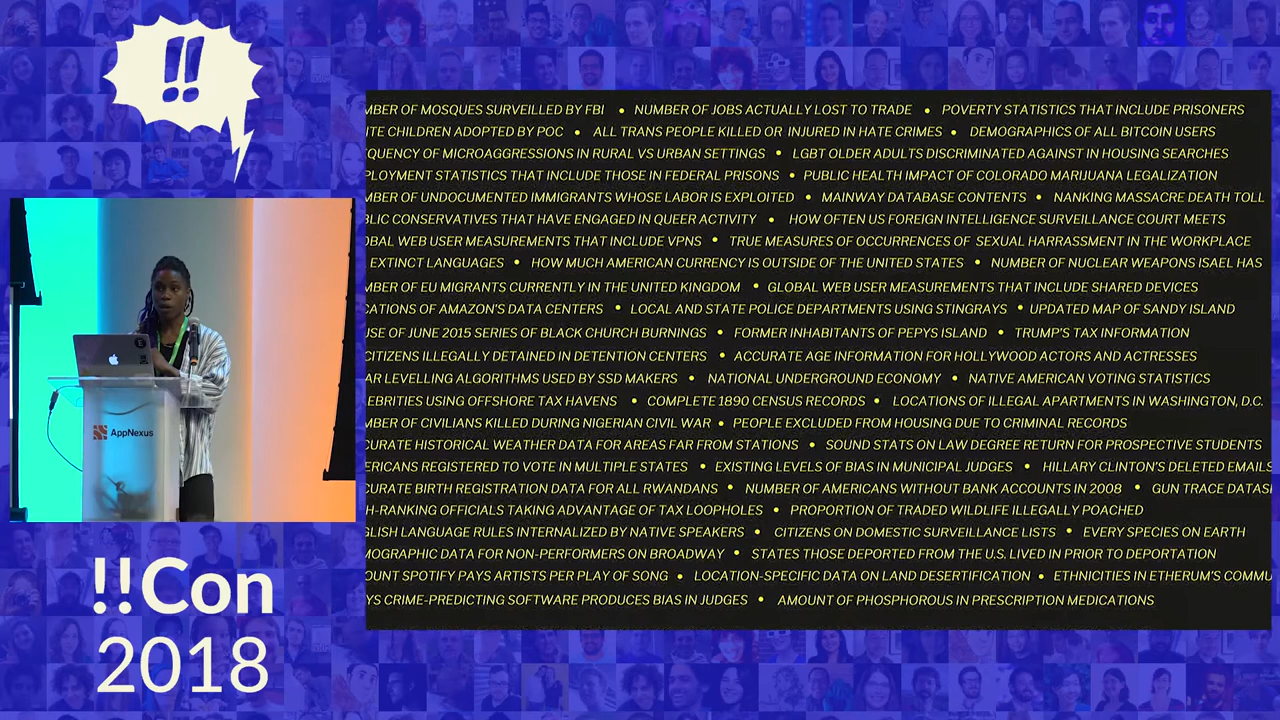 !!
MBER OF MOSQUES SURVEILLED BY FBI • NUMBER OF JOBS ACTUALLY LOST TO TRADE • POVERTY STATISTICS THAT INCLUDE PRISONERS
ITE CHILDREN ADOPTED BY POC • ALL TRANS PEOPLE KILLED OR INJURED IN HATE CRIMES • DEMOGRAPHICS OF ALL BITCOIN USERS
QUENCY OF MICROAGGRESSIONS IN RURAL VS URBAN SETTINGS • LGBT OLDER ADULTS DISCRIMINATED AGAINST IN HOUSING SEARCHES
PLOYMENT STATISTICS THAT INCLUDE THOSE IN FEDERAL PRISONS • PUBLIC HEALTH IMPACT OF COLORADO MARIJUANA LEGALIZATION
MBER OF UNDOCUMENTED IMMIGRANTS WHOSE LABOR IS EXPLOITED • MAINWAY DATABASE CONTENTS • NANKING MASSACRE DEATH TOLL
BLIC CONSERVATIVES THAT HAVE ENGAGED IN QUEER ACTIVITY • HOW OFTEN US FOREIGN INTELLIGENCE SURVEILLANCE COURT MEETS
OBAL WEB USER MEASUREMENTS THAT INCLUDE VPNS • TRUE MEASURES OF OCCURRENCES OF SEXUAL HARRASSMENT IN THE WORKPLACE
EXTINCT LANGUAGES • HOW MUCH AMERICAN CURRENCY IS OUTSIDE OF THE UNITED STATES • NUMBER OF NUCLEAR WEAPONS ISAEL HAS
MBER OF EU MIGRANTS CURRENTLY IN THE UNITED KINGDOM • GLOBAL WEB USER MEASUREMENTS THAT INCLUDE SHARED DEVICES
CATIONS OF AMAZON'S DATA CENTERS • LOCAL AND STATE POLICE DEPARTMENTS USING STINGRAYS • UPDATED MAP OF SANDY ISLAND
USE OF JUNE 2015 SERIES OF BLACK CHURCH BURNINGS • FORMER INHABITANTS OF PEPYS ISLAND • TRUMP'S TAX INFORMATION
CITIZENS ILLEGALLY DETAINED IN DETENTION CENTERS • ACCURATE AGE INFORMATION FOR HOLLYWOOD ACTORS AND ACTRESSES
AR LEVELLING ALGORITHMS USED BY SSD MAKERS • NATIONAL UNDERGROUND ECONOMY • NATIVE AMERICAN VOTING STATISTICS
LEBRITIES USING OFFSHORE TAX HAVENS • COMPLETE 1890 CENSUS RECORDS • LOCATIONS OF ILLEGAL APARTMENTS IN WASHINGTON, D.C.
MBER OF CIVILIANS KILLED DURING NIGERIAN CIVIL WAR • PEOPLE EXCLUDED FROM HOUSING DUE TO CRIMINAL RECORDS
CURATE HISTORICAL WEATHER DATA FOR AREAS FAR FROM STATIONS • SOUND STATS ON LAW DEGREE RETURN FOR PROSPECTIVE STUDENTS
ERICANS REGISTERED TO VOTE IN MULTIPLE STATES • EXISTING LEVELS OF BIAS IN MUNICIPAL JUDGES • HILLARY CLINTON'S DELETED EMAILS
CURATE BIRTH REGISTRATION DATA FOR ALL RWANDANS • NUMBER OF AMERICANS WITHOUT BANK ACCOUNTS IN 2008 • GUN TRACE DATAS
H-RANKING OFFICIALS TAKING ADVANTAGE OF TAX LOOPHOLES • PROPORTION OF TRADED WILDLIFE ILLEGALLY POACHED
GLISH LANGUAGE RULES INTERNALIZED BY NATIVE SPEAKERS • CITIZENS ON DOMESTIC SURVEILLANCE LISTS • EVERY SPECIES ON EARTH
MOGRAPHIC DATA FOR NON-PERFORMERS ON BROADWAY • STATES THOSE DEPORTED FROM THE U.S. LIVED IN PRIOR TO DEPORTATION
OUNT SPOTIFY PAYS ARTISTS PER PLAY OF SONG • LOCATION-SPECIFIC DATA ON LAND DESERTIFICATION • ETHNICITIES IN ETHERUM'S COMMU
YS CRIME-PREDICTING SOFTWARE PRODUCES BIAS IN JUDGES • AMOUNT OF PHOSPHOROUS IN PRESCRIPTION MEDICATIONS
AppNexus
!!Con
2018